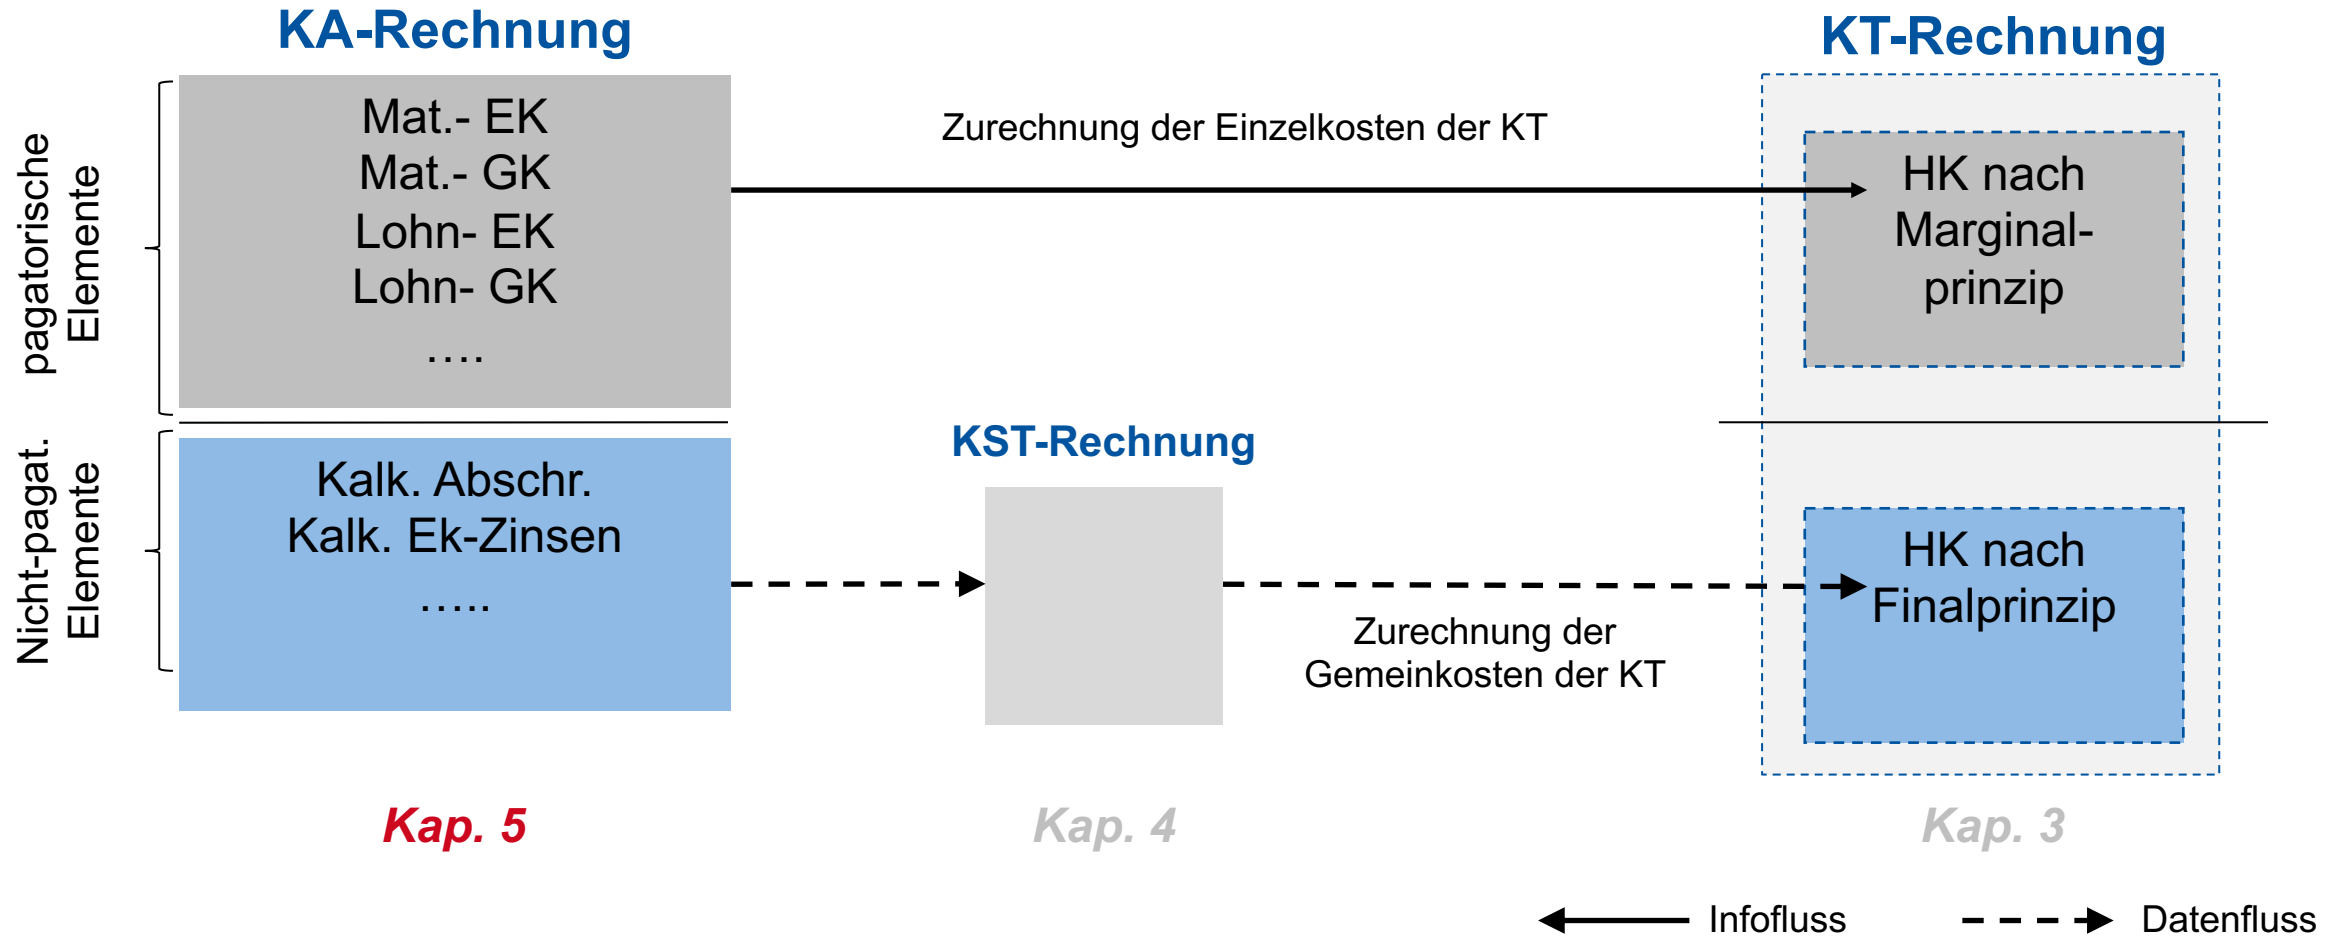 KA-Rechnung
KT-Rechnung
pagatorische
Elemente
Mat.- EK
Mat.- GK
Lohn- EK
Lohn- GK
….
Zurechnung der Einzelkosten der KT
HK nach
Marginal-
prinzip
Nicht-pagat.
Elemente
Kalk. Abschr.
Kalk. Ek-Zinsen
…..
KST-Rechnung
Zurechnung der
Gemeinkosten der KT
HK nach
Finalprinzip
Kap. 5
Kap. 4
Kap. 3
Infofluss
Datenfluss